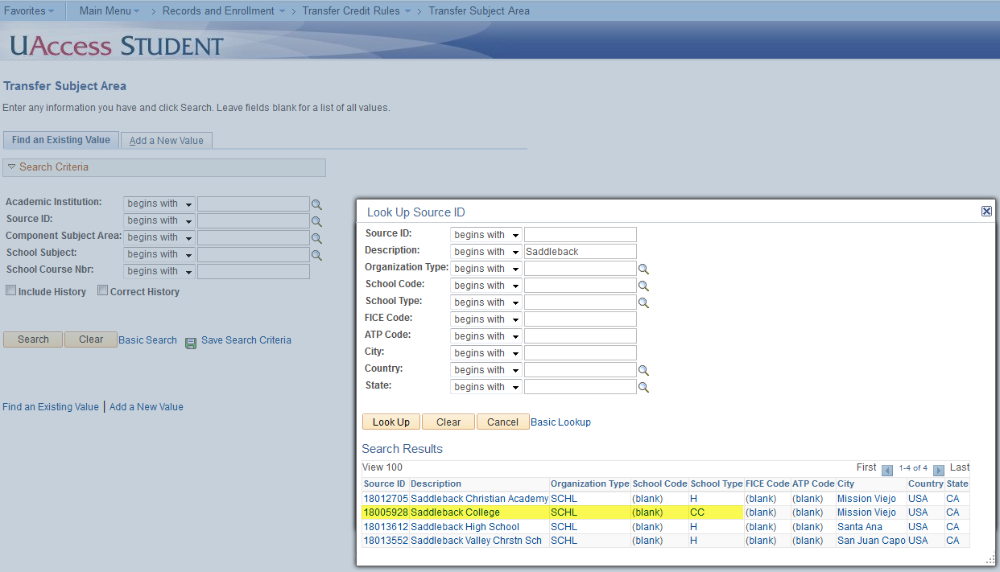 Favorites Main Menu > Records and Enrollment > Transfer Credit Rules > Transfer Subject Area
UAccess STUDENT
Transfer Subject Area
Enter any information you have and click Search. Leave fields blank for a list of all values.
Find an Existing Value Add a New Value
Search Criteria
Academic Institution: begins with
Source ID: begins with
Component Subject Area: begins with
School Subject: begins with
School Course Nbr: begins with
Include History Correct History
Search Clear Basic Search Save Search Criteria
Find an Existing Value | Add a New Value
Look Up Source ID
Source ID: begins with
Description: begins with Saddleback
Organization Type: begins with
School Code: begins with
School Type: begins with
FICE Code: begins with
ATP Code: begins with
City: begins with
Country: begins with
State: begins with
Look Up Clear Cancel Basic Lookup
Search Results
View 100 First 1-4 of 4 Last
Source ID Description Organization Type School Code School Type FICE Code ATP Code City Country State
18012705 Saddleback Christian Academy SCHL (blank) H (blank) (blank) Mission Viejo USA CA
18005928 Saddleback College SCHL (blank) CC (blank) (blank) Mission Viejo USA CA
18013612 Saddleback High School SCHL (blank) H (blank) (blank) Santa Ana USA CA
18013552 Saddleback Valley Chrstn Sch SCHL (blank) H (blank) (blank) San Juan Capo USA CA